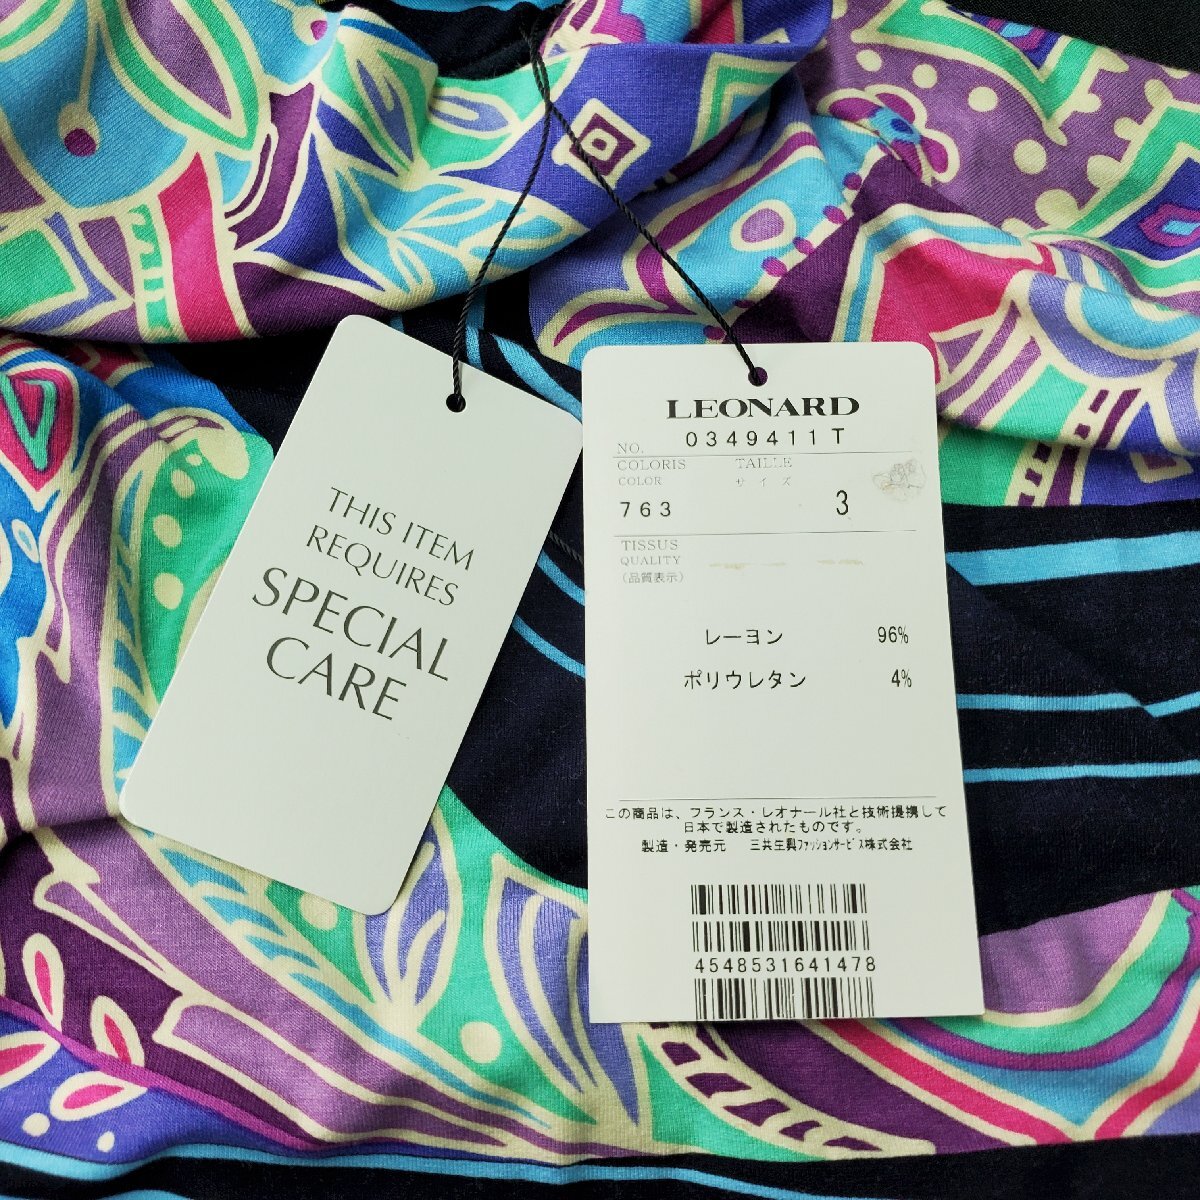 THIS ITEM
REQUIRES
SPECIAL
CARE
LEONARD
NO. 0349411T
COLORIS TAILLE
COLOR サイズ
763 3
TISSUS
QUALITY
(品質表示)
レーヨン 96%
ポリウレタン 4%
この商品は、フランス・レオナール社と技術提携して
日本で製造されたものです。
製造・発売元 三共生興ファッションサービス株式会社
4548531641478